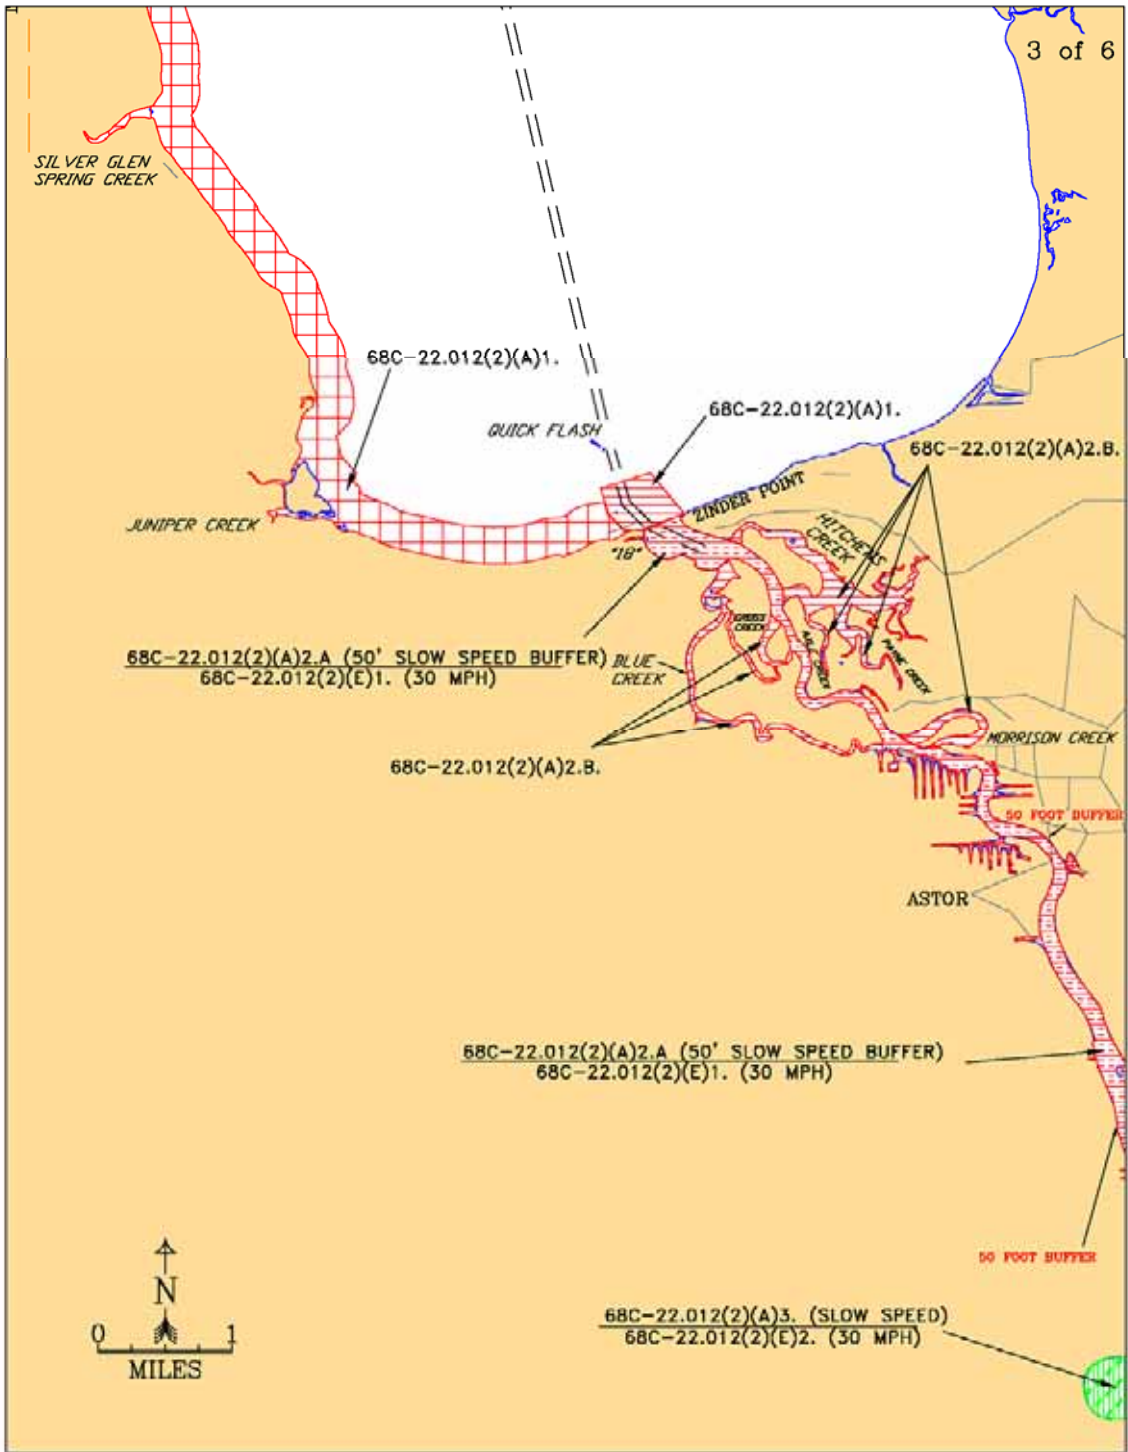 3 of 6
SILVER GLEN
SPRING CREEK
68C-22.012(2)(A)1.
68C-22.012(2)(A)1.
QUICK FLASH
68C-22.012(2)(A)2.B.
ZINDER POINT
JUNIPER CREEK
HITCHENS
CREEK
"18"
CROSS
CREEK
68C-22.012(2)(A)2.A (50' SLOW SPEED BUFFER)
68C-22.012(2)(E)1. (30 MPH)
BLUE
CREEK
PAYNE CREEK
MORRISON CREEK
68C-22.012(2)(A)2.B.
50 FOOT BUFFER
ASTOR
68C-22.012(2)(A)2.A (50' SLOW SPEED BUFFER)
68C-22.012(2)(E)1. (30 MPH)
50 FOOT BUFFER
N
0 1
MILES
68C-22.012(2)(A)3. (SLOW SPEED)
68C-22.012(2)(E)2. (30 MPH)